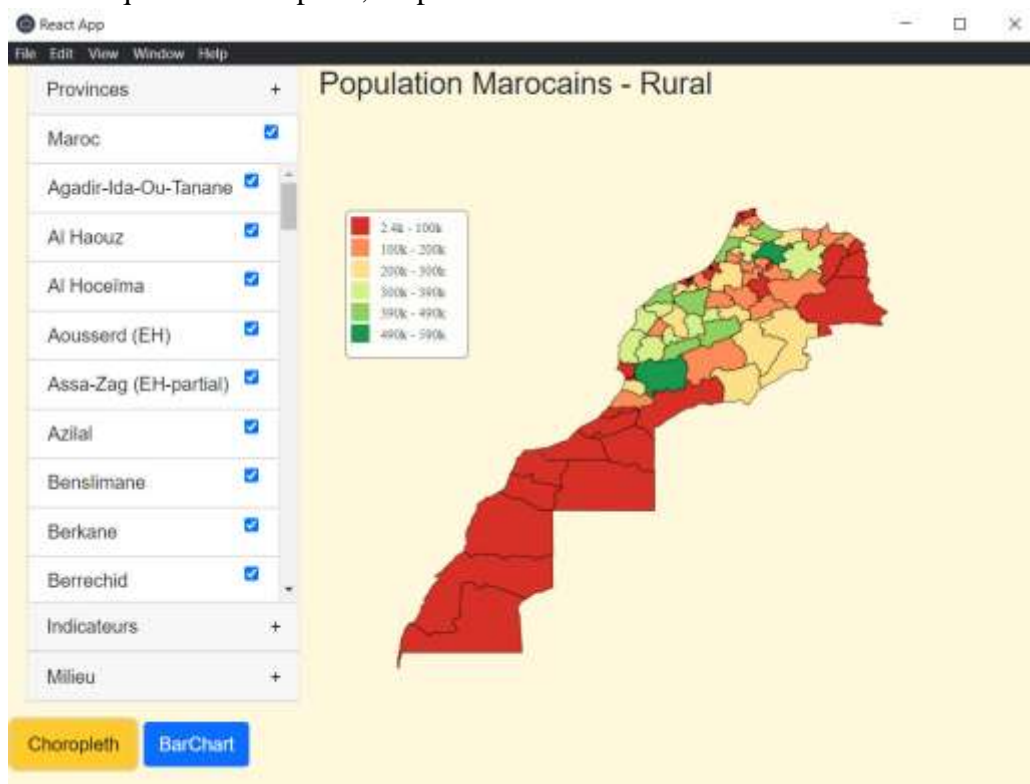 React App
File Edit View Window Help
Provinces +
Maroc
Agadir-Ida-Ou-Tanane
Al Haouz
Al Hoceïma
Aousserd (EH)
Assa-Zag (EH-partial)
Azilal
Benslimane
Berkane
Berrechid
Indicateurs +
Milieu +
Choropleth BarChart
Population Marocains - Rural
2.4k - 100k
100k - 200k
200k - 300k
300k - 390k
390k - 490k
490k - 590k